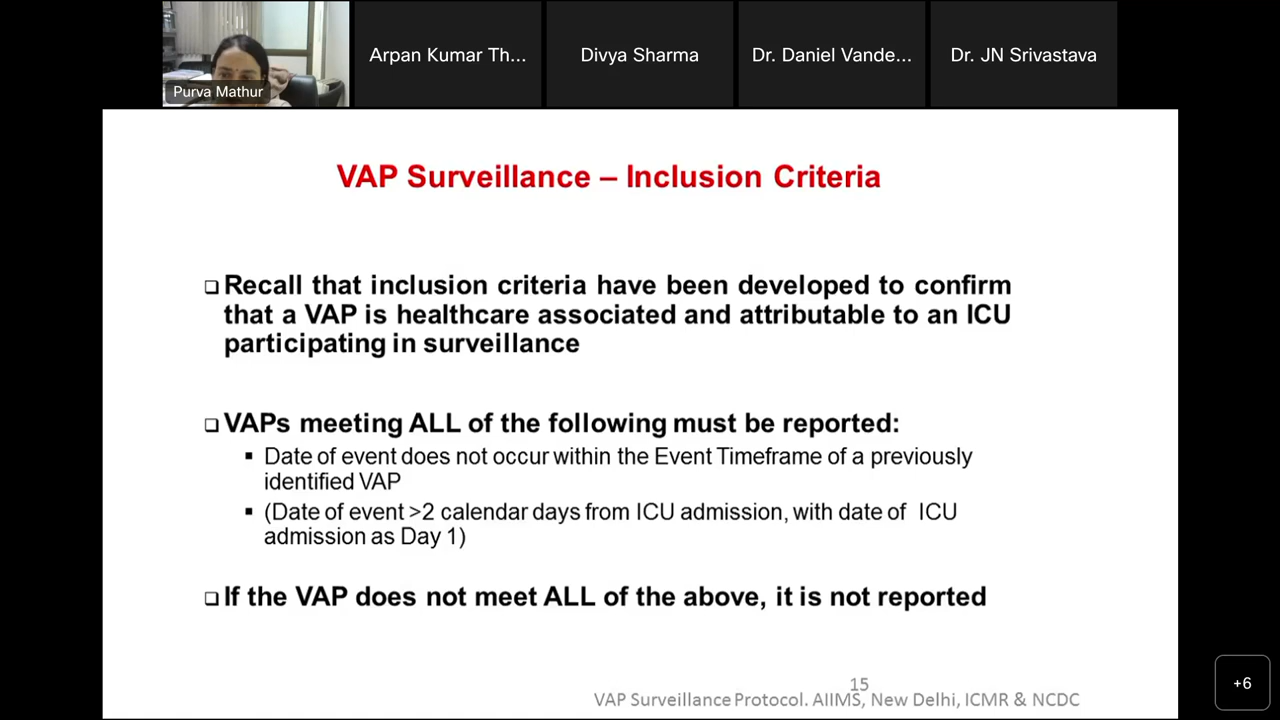 Purva Mathur
Arpan Kumar Th...
Divya Sharma
Dr. Daniel Vande...
Dr. JN Srivastava
VAP Surveillance – Inclusion Criteria
Recall that inclusion criteria have been developed to confirm
that a VAP is healthcare associated and attributable to an ICU
participating in surveillance
VAPs meeting ALL of the following must be reported:
Date of event does not occur within the Event Timeframe of a previously
identified VAP
(Date of event >2 calendar days from ICU admission, with date of ICU
admission as Day 1)
If the VAP does not meet ALL of the above, it is not reported
15
VAP Surveillance Protocol. AIIMS, New Delhi, ICMR & NCDC
+6